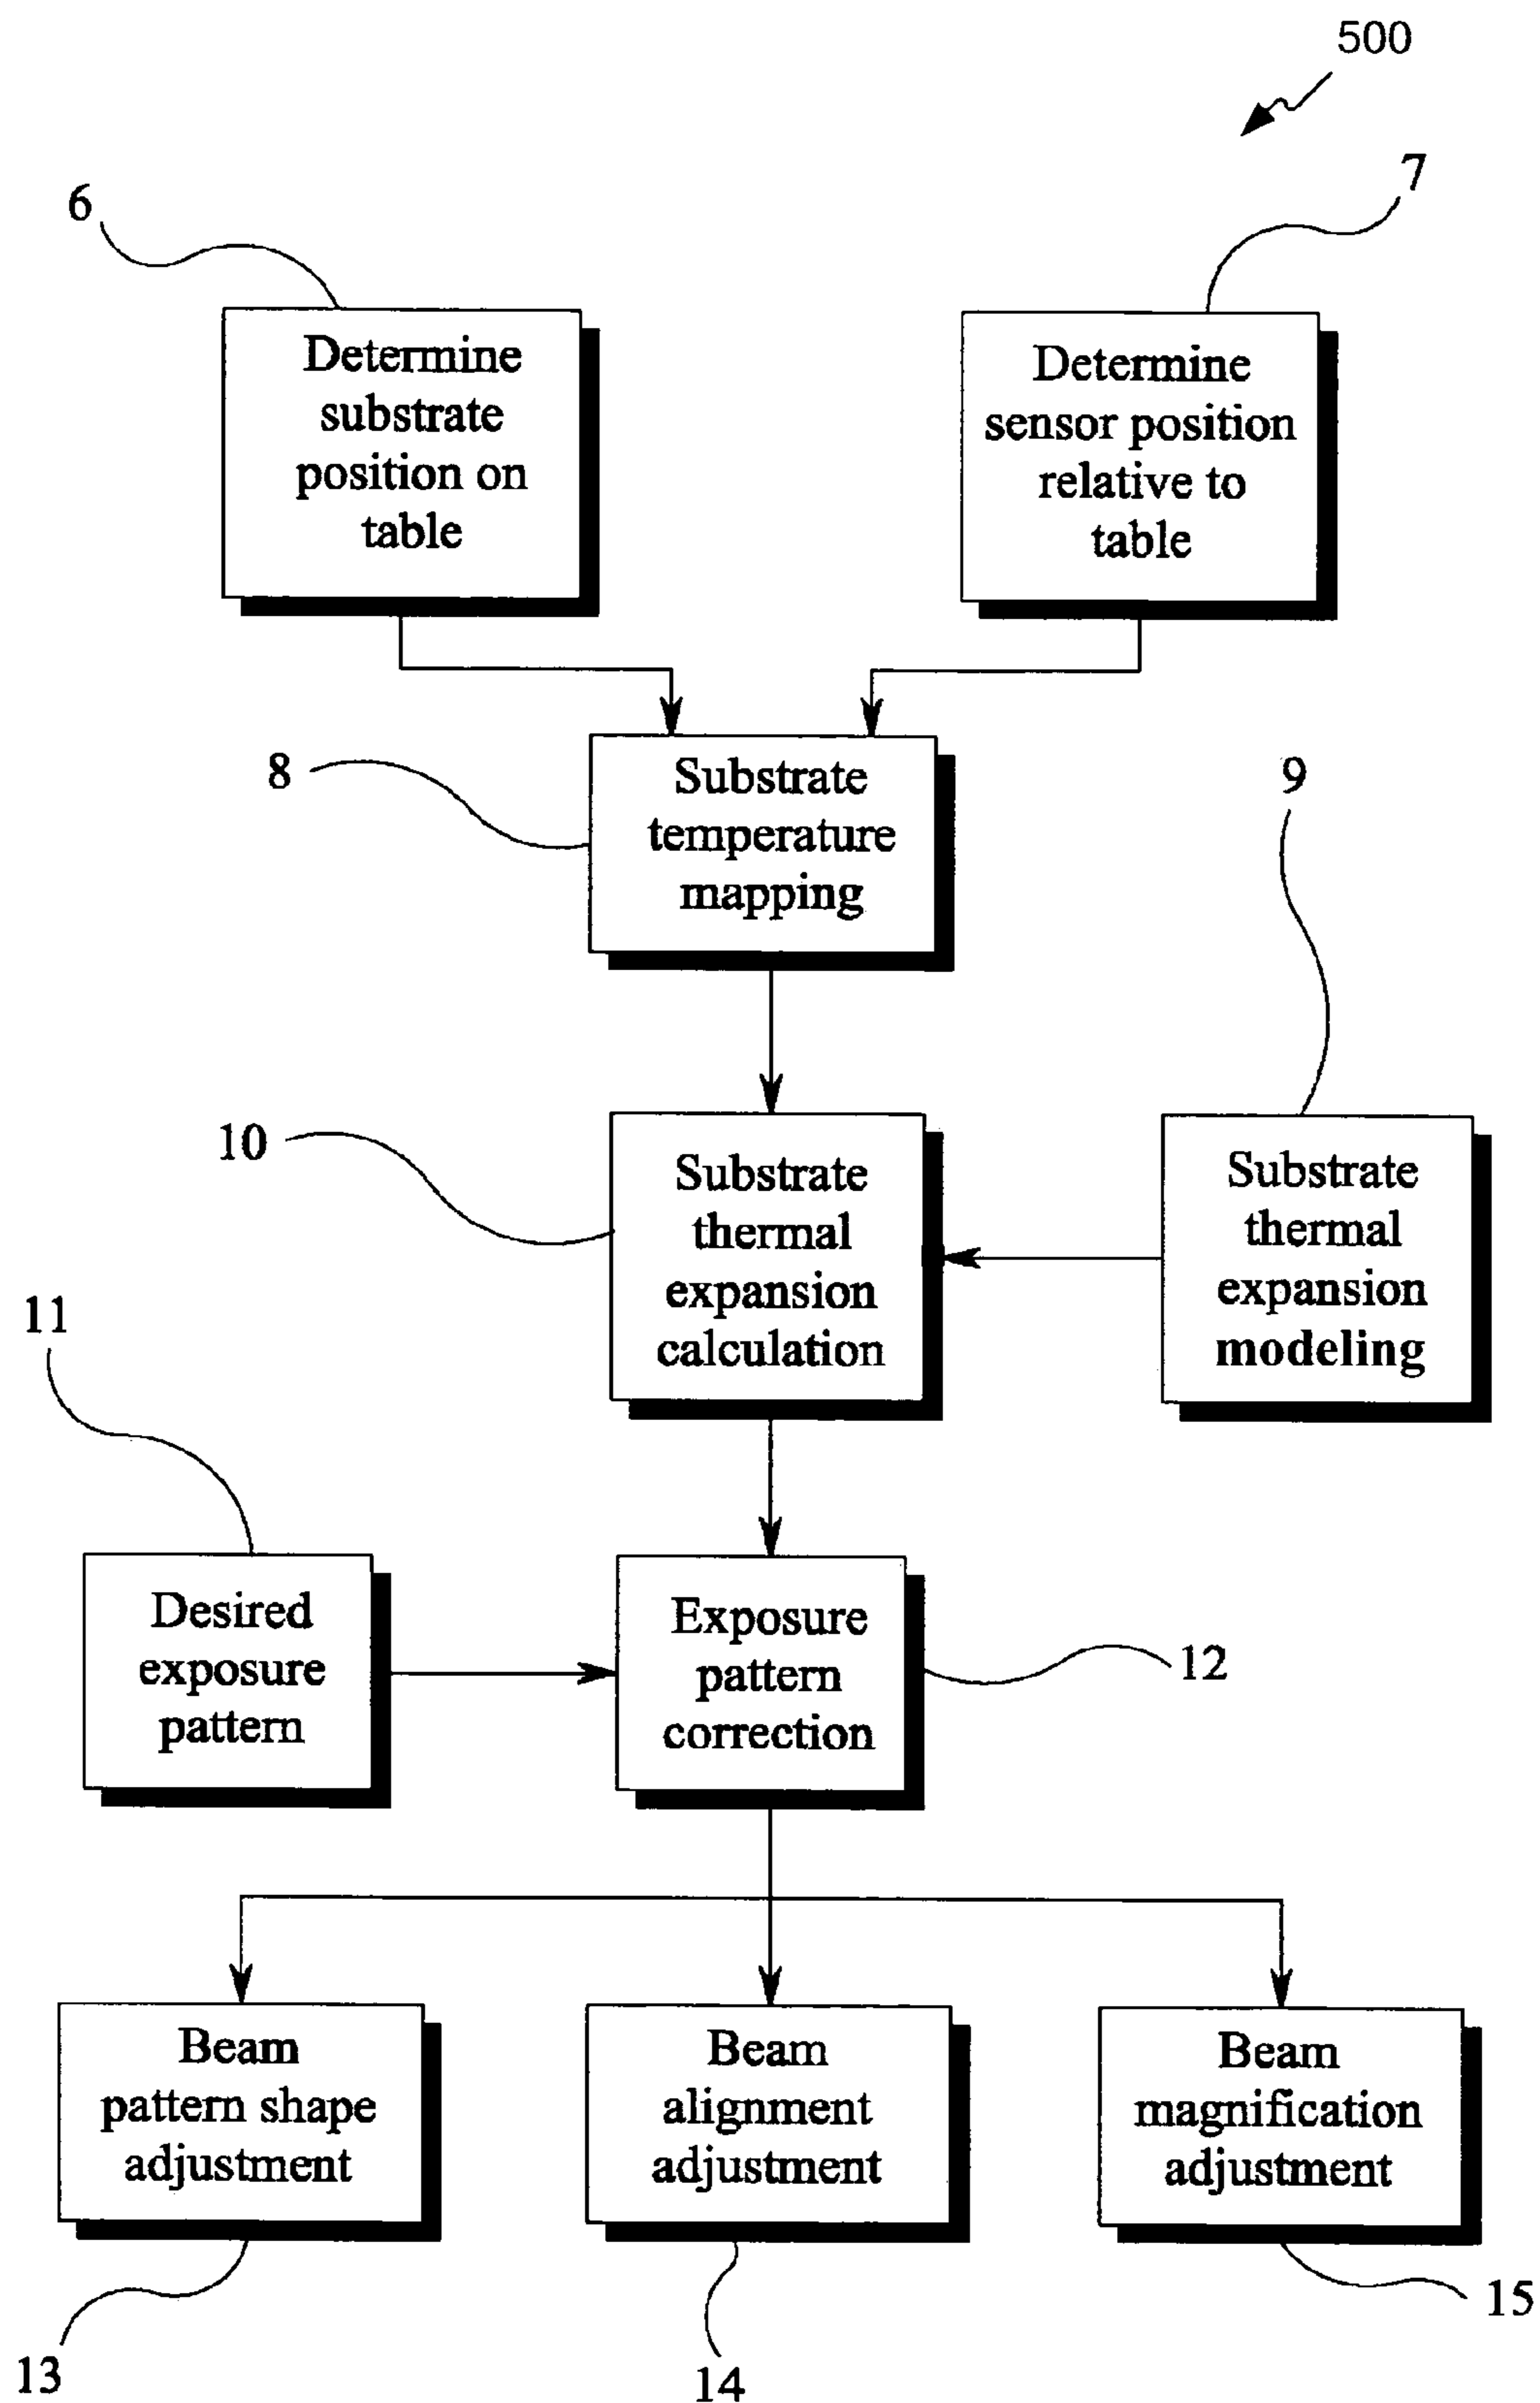 500
6
7
Determine
substrate
position on
table
Determine
sensor position
relative to
table
8
Substrate
temperature
mapping
9
10
Substrate
thermal
expansion
calculation
Substrate
thermal
expansion
modeling
11
Desired
exposure
pattern
Exposure
pattern
correction
12
Beam
pattern shape
adjustment
Beam
alignment
adjustment
Beam
magnification
adjustment
13
14
15